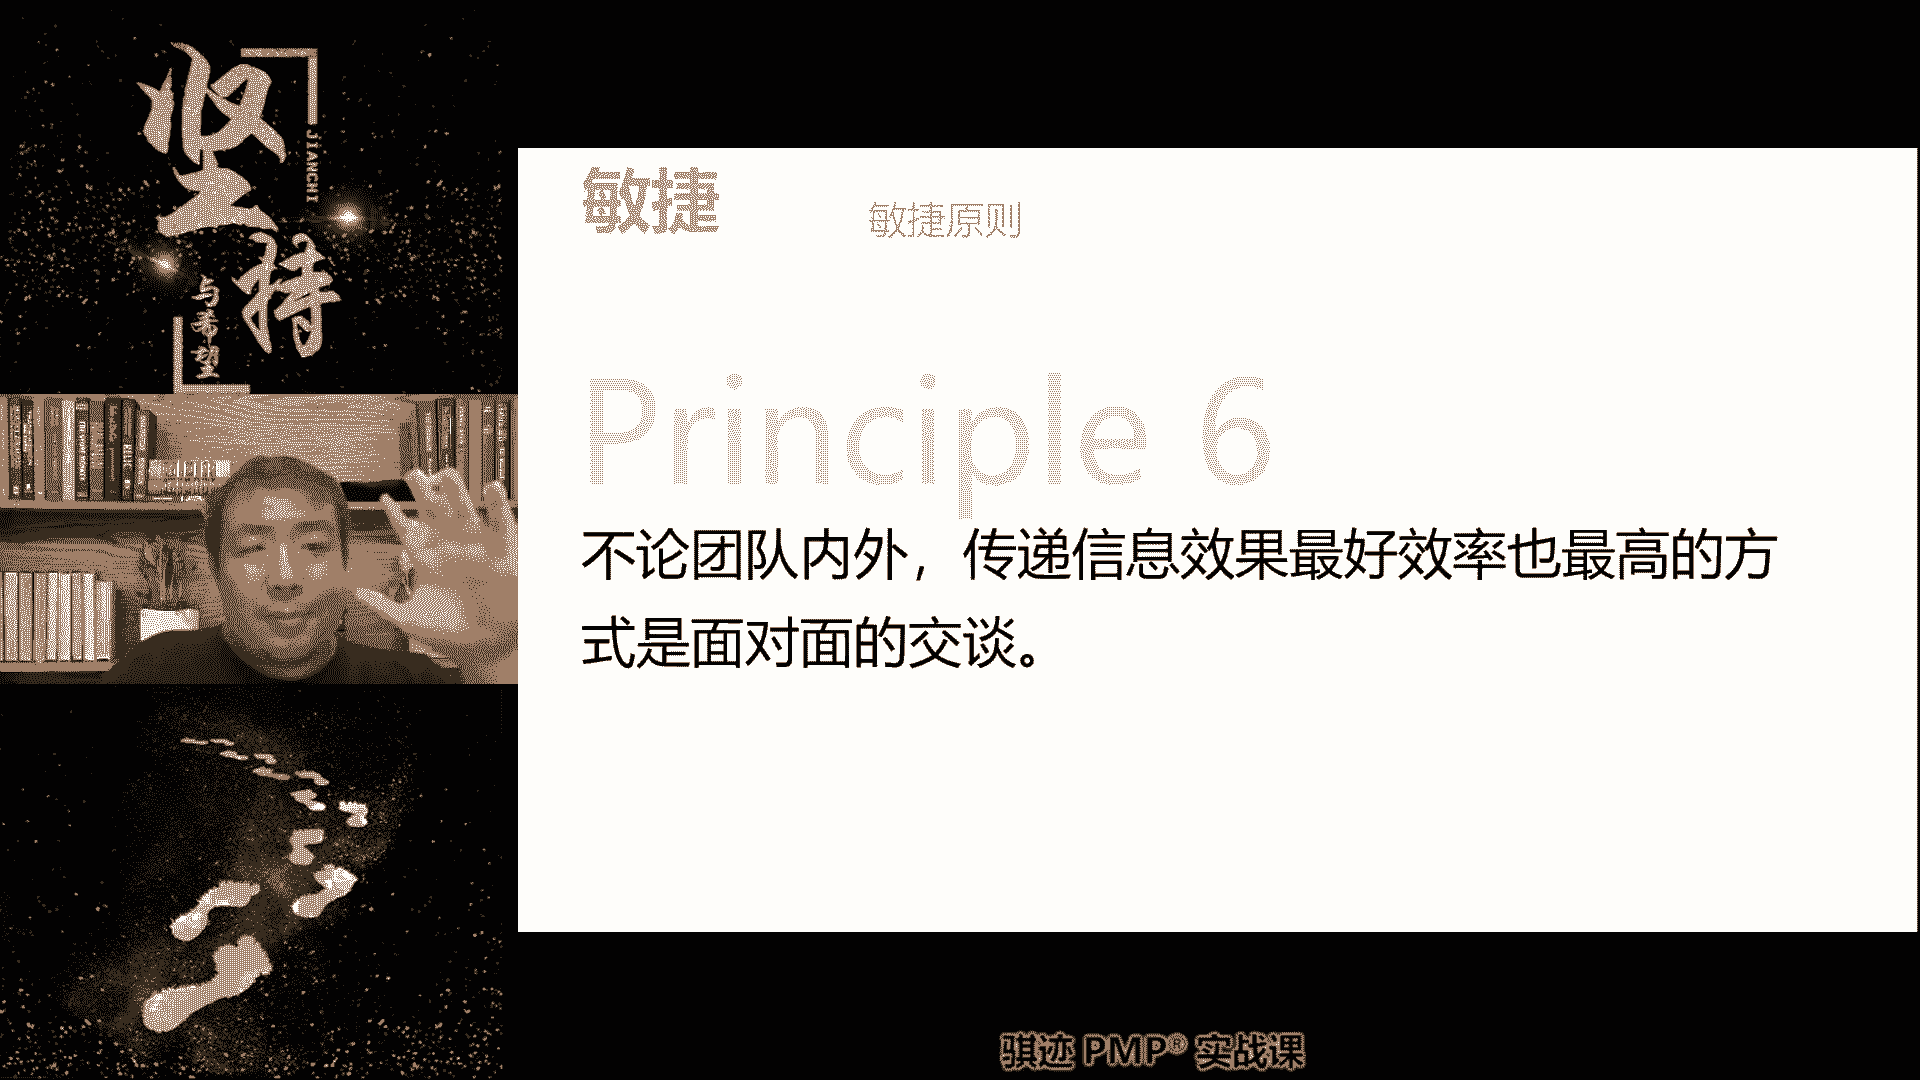 坚持
JIANCHI
与希望
敏捷
敏捷原则
Principle 6
不论团队内外，传递信息效果最好效率也最高的方
式是面对面的交谈。
骐迹 PMP® 实战课